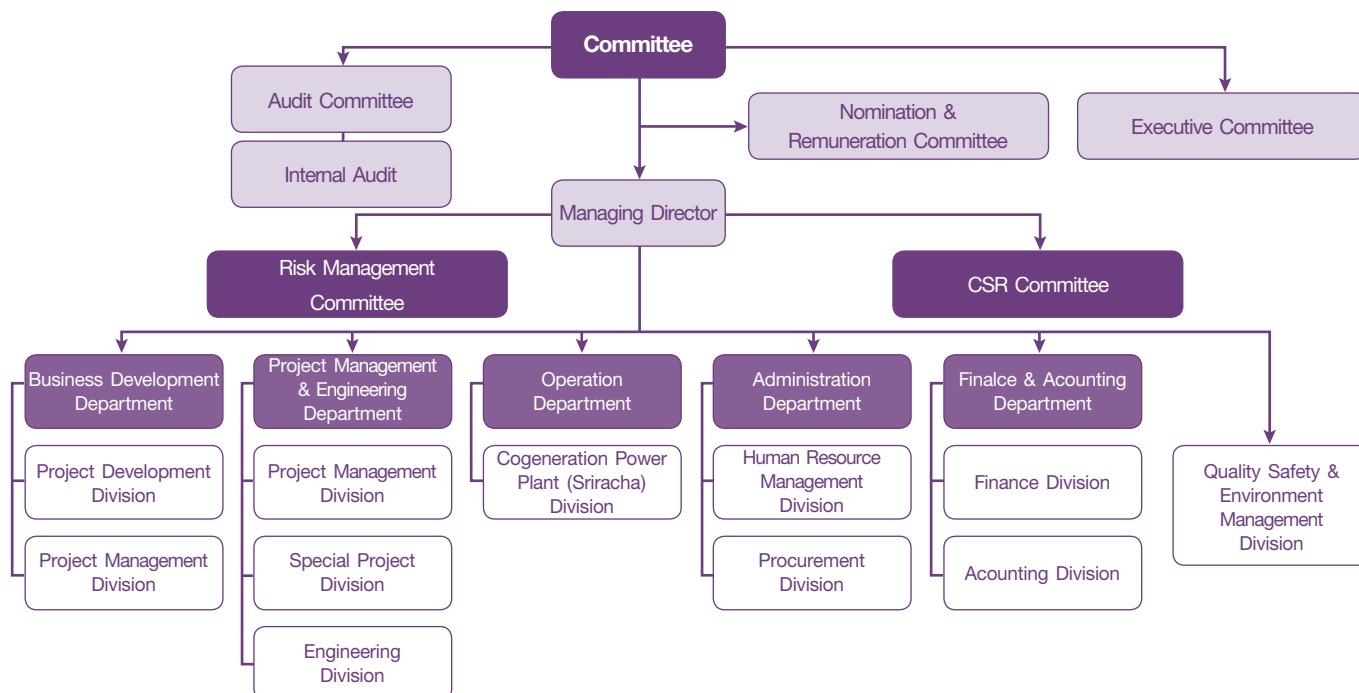 Committee
Audit Committee
Nomination &
Remuneration Committee
Executive Committee
Internal Audit
Managing Director
Risk Management
Committee
CSR Committee
Business Development
Department
Project Management
& Engineering
Department
Operation
Department
Administration
Department
Finalce & Acounting
Department
Project Development
Division
Project Management
Division
Cogeneration Power
Plant (Sriracha)
Division
Human Resource
Management
Division
Finance Division
Quality Safety &
Environment
Management
Division
Project Management
Division
Special Project
Division
Procurement
Division
Acounting Division
Engineering
Division